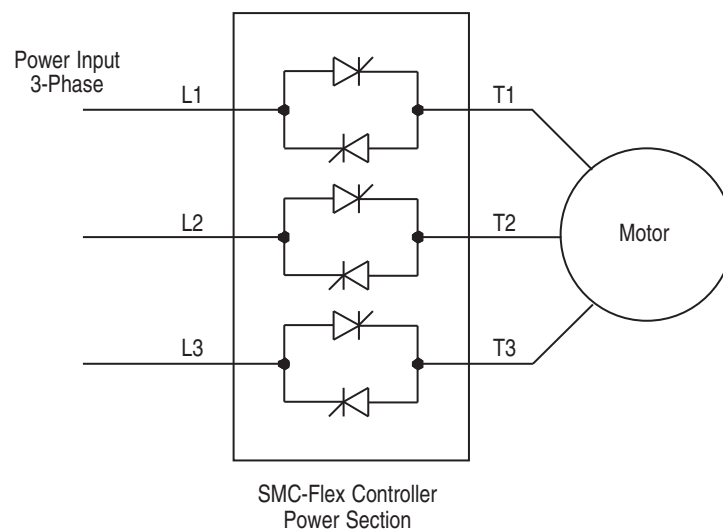 Power Input
3-Phase
L1
T1
L2
T2
Motor
L3
T3
SMC-Flex Controller
Power Section